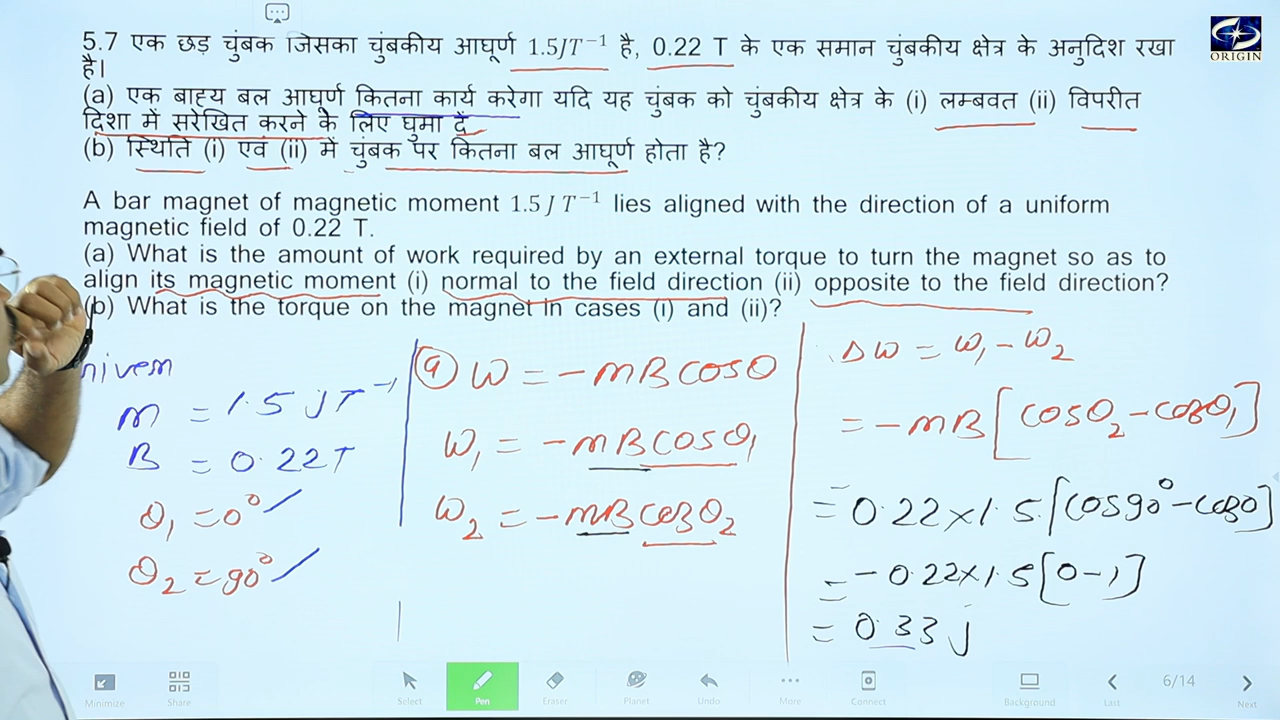 5.7 एक छड़ चुंबक जिसका चुंबकीय आघूर्ण 1.5JT⁻¹ है, 0.22 T के एक समान चुंबकीय क्षेत्र के अनुदिश रखा
है।
(a) एक बाह्य बल आघूर्ण कितना कार्य करेगा यदि यह चुंबक को चुंबकीय क्षेत्र के (i) लम्बवत (ii) विपरीत
दिशा में सरेखित करने के लिए घुमा दें
(b) स्थिति (i) एवं (ii) में चुंबक पर कितना बल आघूर्ण होता है?
A bar magnet of magnetic moment 1.5 J T⁻¹ lies aligned with the direction of a uniform
magnetic field of 0.22 T.
(a) What is the amount of work required by an external torque to turn the magnet so as to
align its magnetic moment (i) normal to the field direction (ii) opposite to the field direction?
(b) What is the torque on the magnet in cases (i) and (ii)?
nivem
m = 1.5 JT⁻¹
B = 0.22T
θ₁ = 0°
θ₂ = 90°
(a) W = -mB cosθ
W₁ = -mB cosθ₁
W₂ = -mB cosθ₂
ΔW = W₁ - W₂
= -mB [cosθ₂ - cosθ₁]
= 0.22×1.5 [cos90° - cos0]
= -0.22×1.5 [0-1]
= 0.33 j
ORIGIN
Minimize
Share
Select
Pen
Eraser
Planet
Undo
More
Connect
Background
Last
6/14
Next